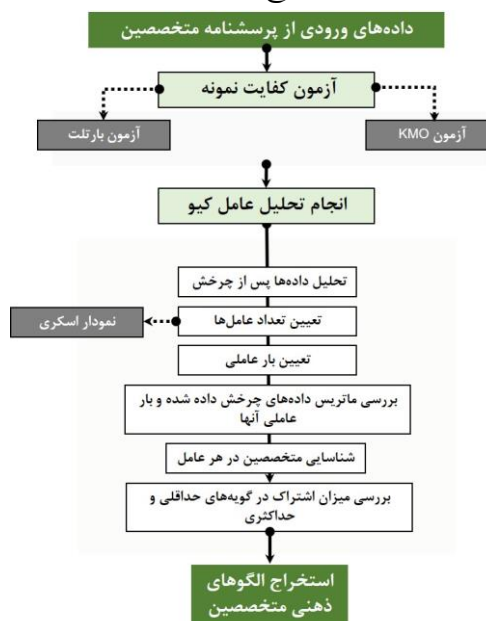 داده‌های ورودی از پرسشنامه متخصصین
آزمون کفایت نمونه
آزمون KMO
آزمون بارتلت
انجام تحلیل عامل کیو
تحلیل داده‌ها پس از چرخش
تعیین تعداد عامل‌ها
نمودار اسکری
تعیین بار عاملی
بررسی ماتریس داده‌های چرخش داده شده و بار
عاملی آنها
شناسایی متخصصین در هر عامل
بررسی میزان اشتراک در گویه‌های حداقلی و
حداکثری
استخراج الگوهای
ذهنی متخصصین